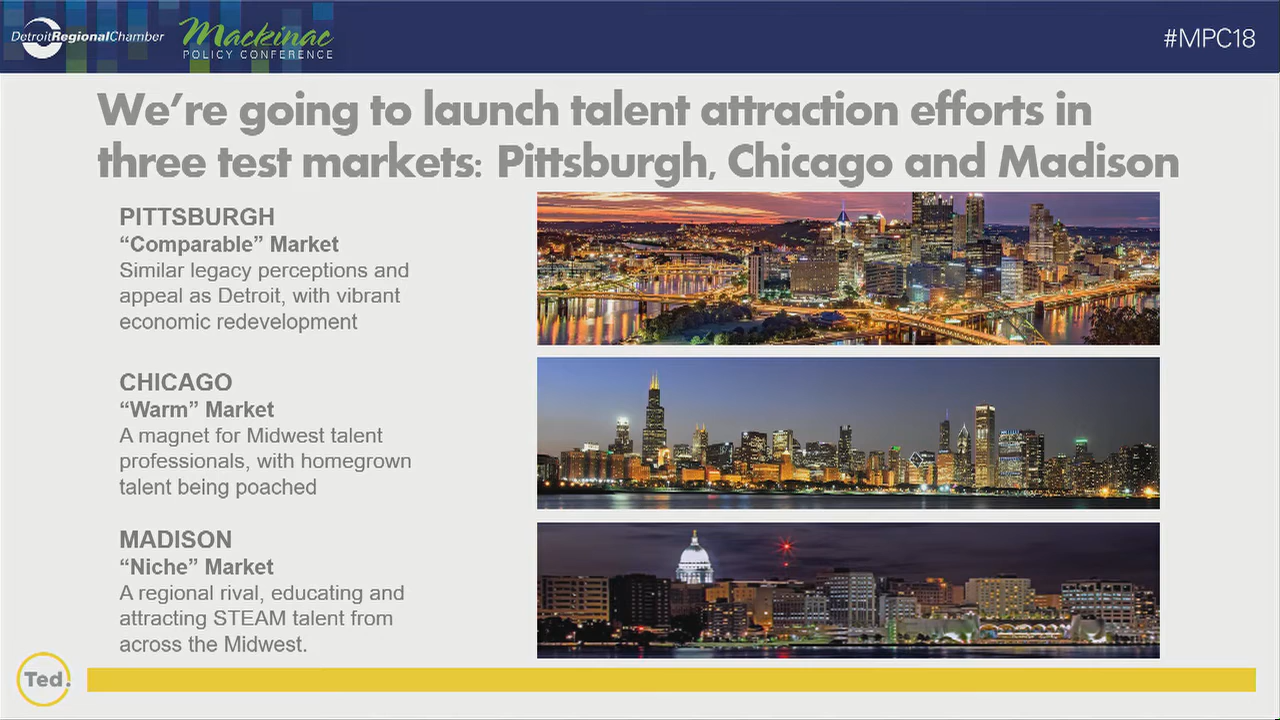 DetroitRegionalChamber
Mackinac
POLICY CONFERENCE
#MPC18
We're going to launch talent attraction efforts in
three test markets: Pittsburgh, Chicago and Madison
PITTSBURGH
“Comparable” Market
Similar legacy perceptions and
appeal as Detroit, with vibrant
economic redevelopment
CHICAGO
“Warm” Market
A magnet for Midwest talent
professionals, with homegrown
talent being poached
MADISON
“Niche” Market
A regional rival, educating and
attracting STEAM talent from
across the Midwest.
Ted.